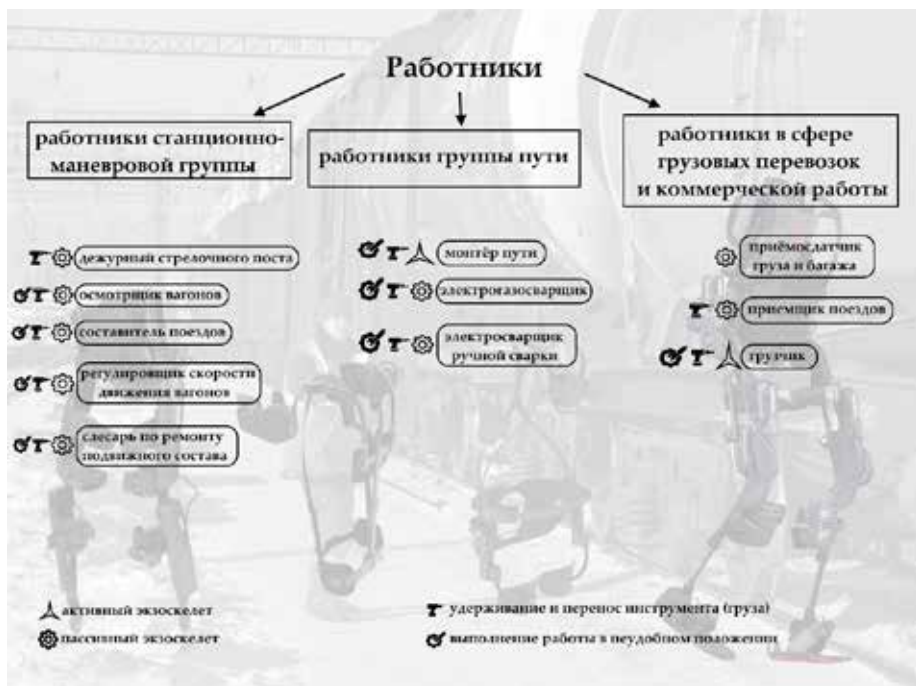 Работники
работники станционно-
маневровой группы
работники группы пути
работники в сфере
грузовых перевозок
и коммерческой работы
дежурный стрелочного поста
осмотрщик вагонов
составитель поездов
регулировщик скорости
движения вагонов
слесарь по ремонту
подвижного состава
монтёр пути
электрогазосварщик
электросварщик
ручной сварки
приёмосдатчик
груза и багажа
приемщик поездов
грузчик
активный экзоскелет
пассивный экзоскелет
удерживание и перенос инструмента (груза)
выполнение работы в неудобном положении